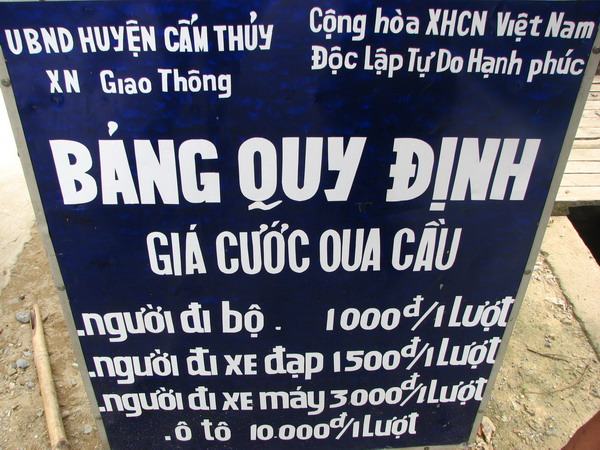 UBND HUYỆN CẨM THỦY
XN Giao Thông
Cộng hòa XHCN Việt Nam
Độc Lập Tự Do Hạnh phúc
BẢNG QUY ĐỊNH
GIÁ CƯỚC QUA CẦU
.người đi bộ . 1000đ/1 Lượt
.người đi xe đạp 1500đ/1 Lượt
.người đi xe máy 3000đ/1 Lượt
.ô tô 10.000đ/1 Lượt